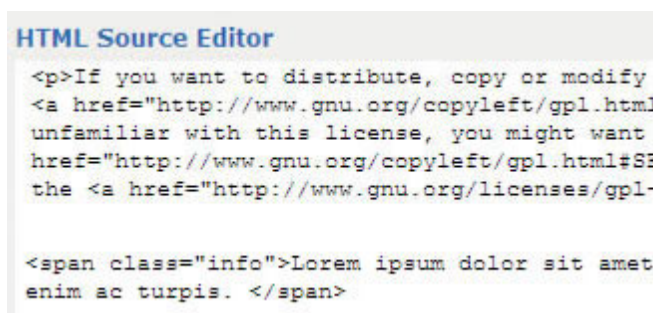 HTML Source Editor
<p>If you want to distribute, copy or modify
<a href="http://www.gnu.org/copyleft/gpl.html
unfamiliar with this license, you might want
href="http://www.gnu.org/copyleft/gpl.html#SE
the <a href="http://www.gnu.org/licenses/gpl-
<span class="info">Lorem ipsum dolor sit amet
enim ac turpis. </span>